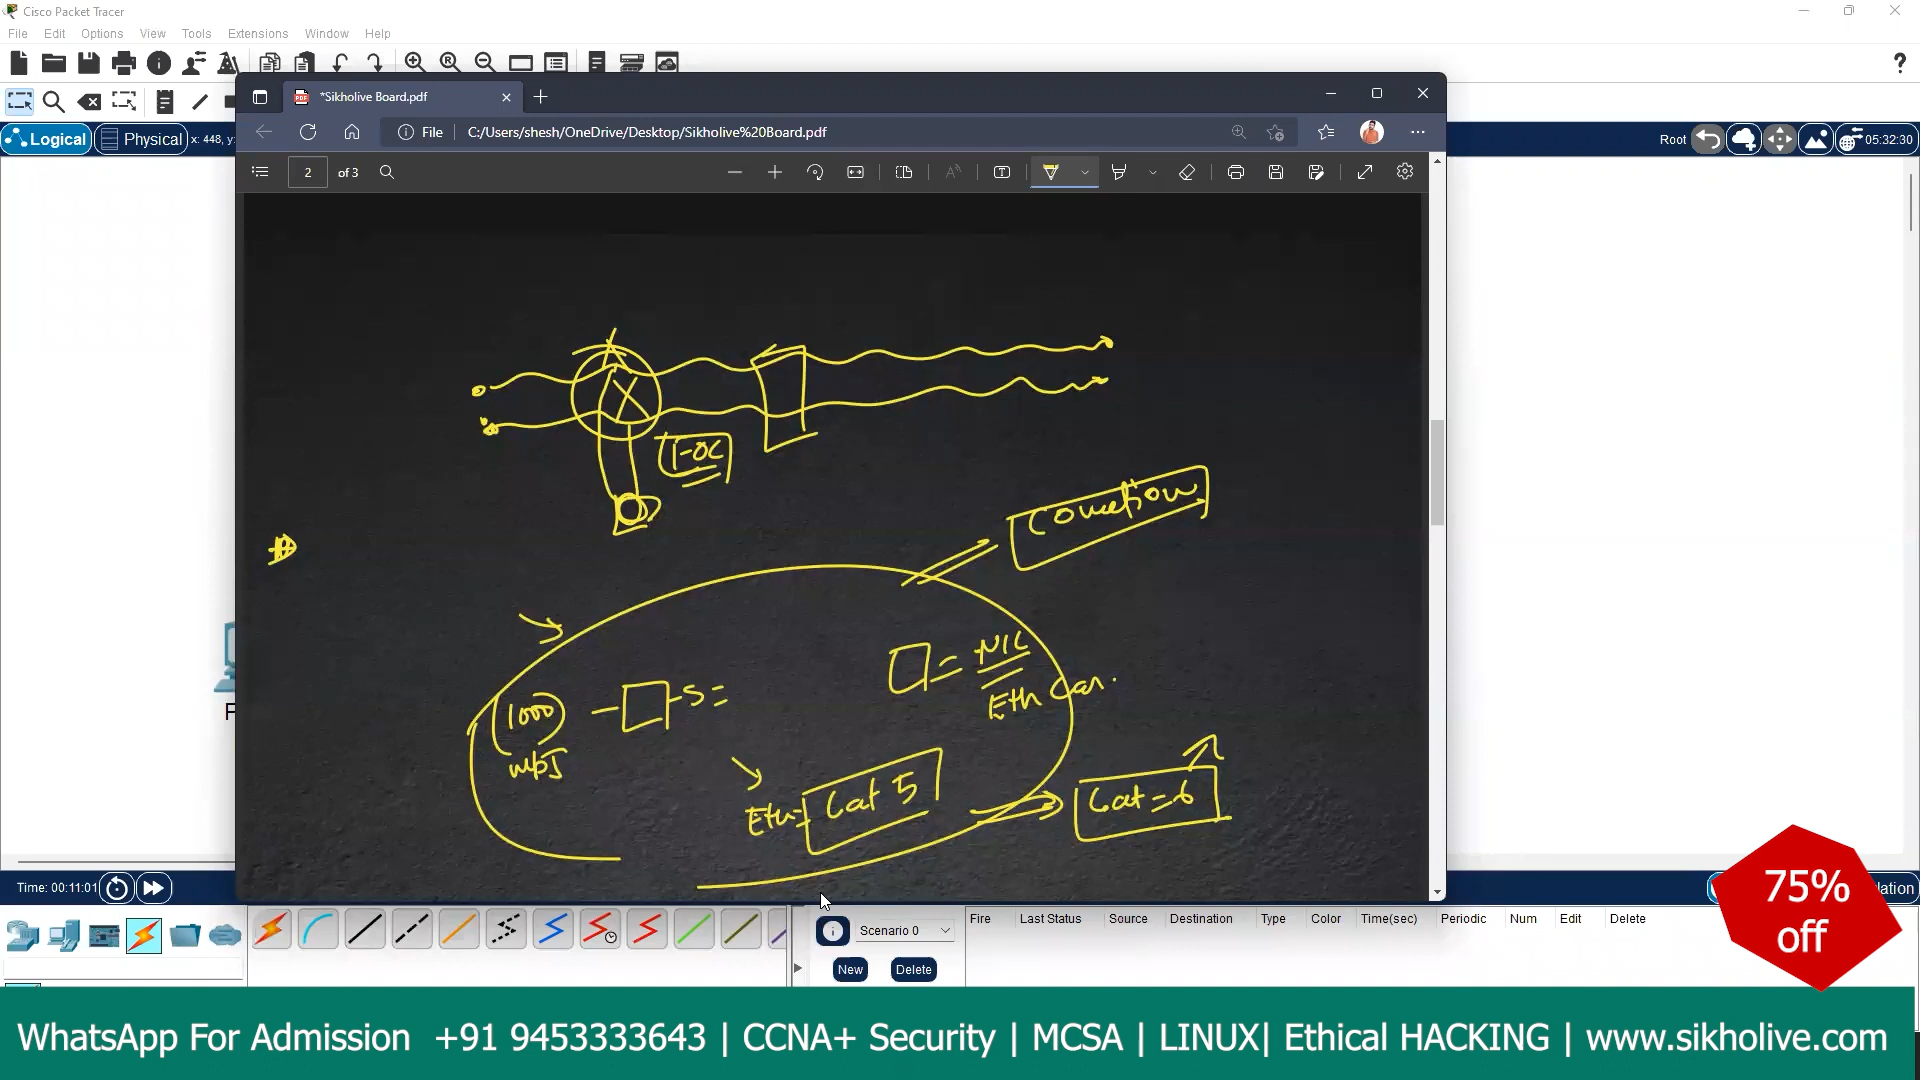 Cisco Packet Tracer
File Edit Options View Tools Extensions Window Help
*Sikholive Board.pdf
File C:/Users/shesh/OneDrive/Desktop/Sikholive%20Board.pdf
Logical Physical x: 448, y:
Root 05:32:30
2 of 3
NIC
Eth Car.
1000
Mbps
S=
Eth= Cat 5
Cat=6
Time: 00:11:01
75%
off
Scenario 0
Fire Last Status Source Destination Type Color Time(sec) Periodic Num Edit Delete
New Delete
WhatsApp For Admission +91 9453333643 | CCNA+ Security | MCSA | LINUX| Ethical HACKING | www.sikholive.com